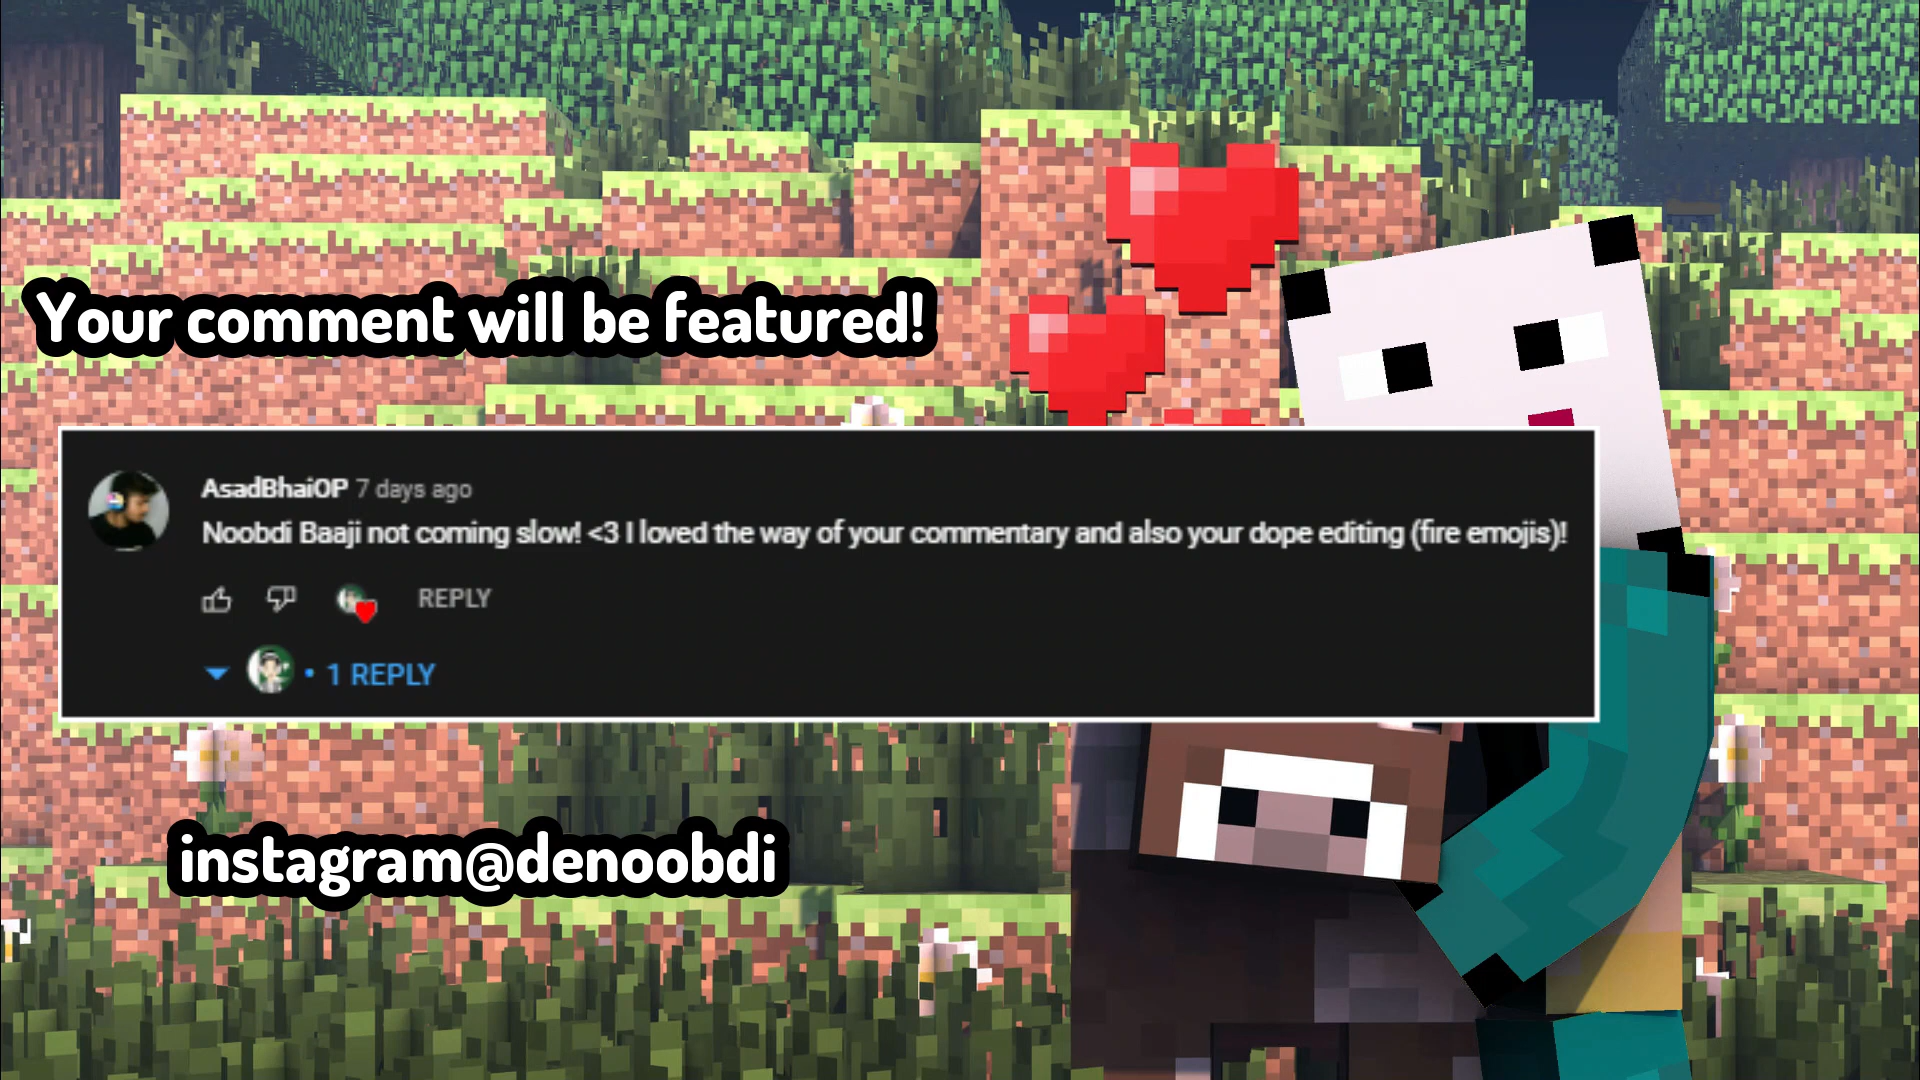 Your comment will be featured!
AsadBhaiOP 7 days ago
Noobdi Baaji not coming slow! <3 I loved the way of your commentary and also your dope editing (fire emojis)!
REPLY
• 1 REPLY
instagram@denoobdi